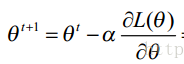 θ^{t+1} = θ^t − α ∂L(θ)/∂θ =